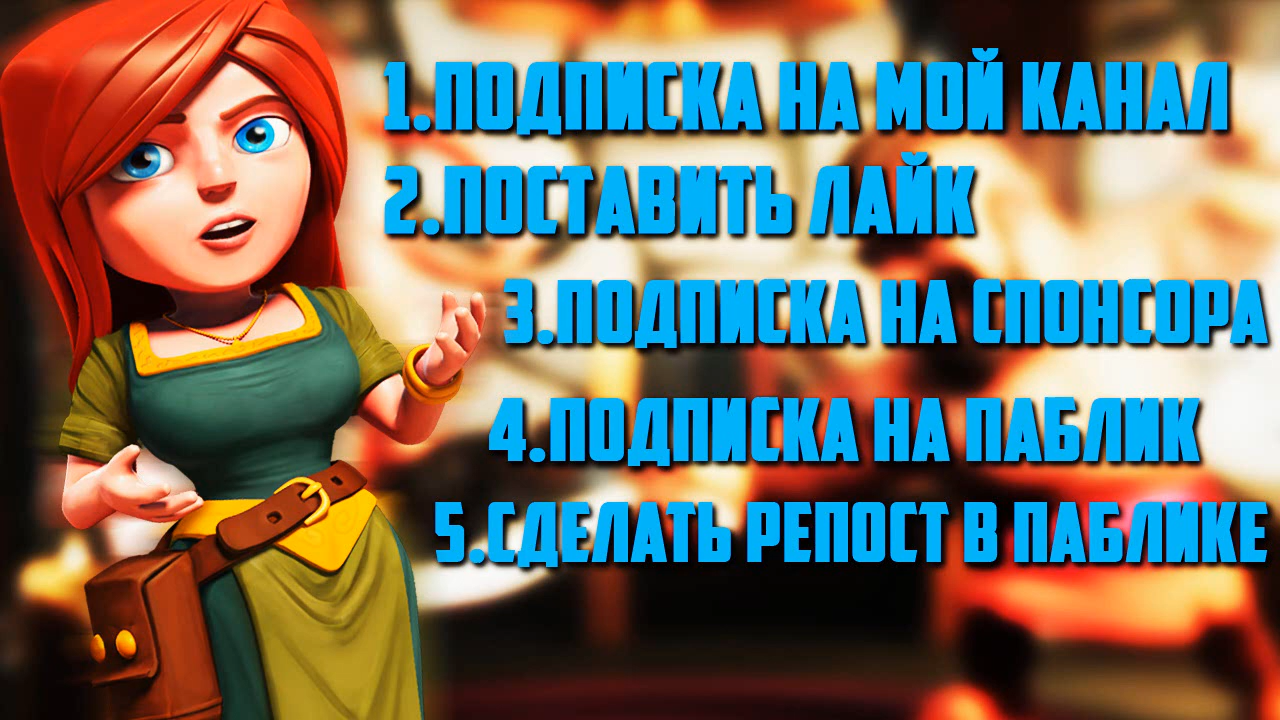 1.ПОДПИСКА НА МОЙ КАНАЛ
2.ПОСТАВИТЬ ЛАЙК
3.ПОДПИСКА НА СПОНСОРА
4.ПОДПИСКА НА ПАБЛИК
5.СДЕЛАТЬ РЕПОСТ В ПАБЛИКЕ